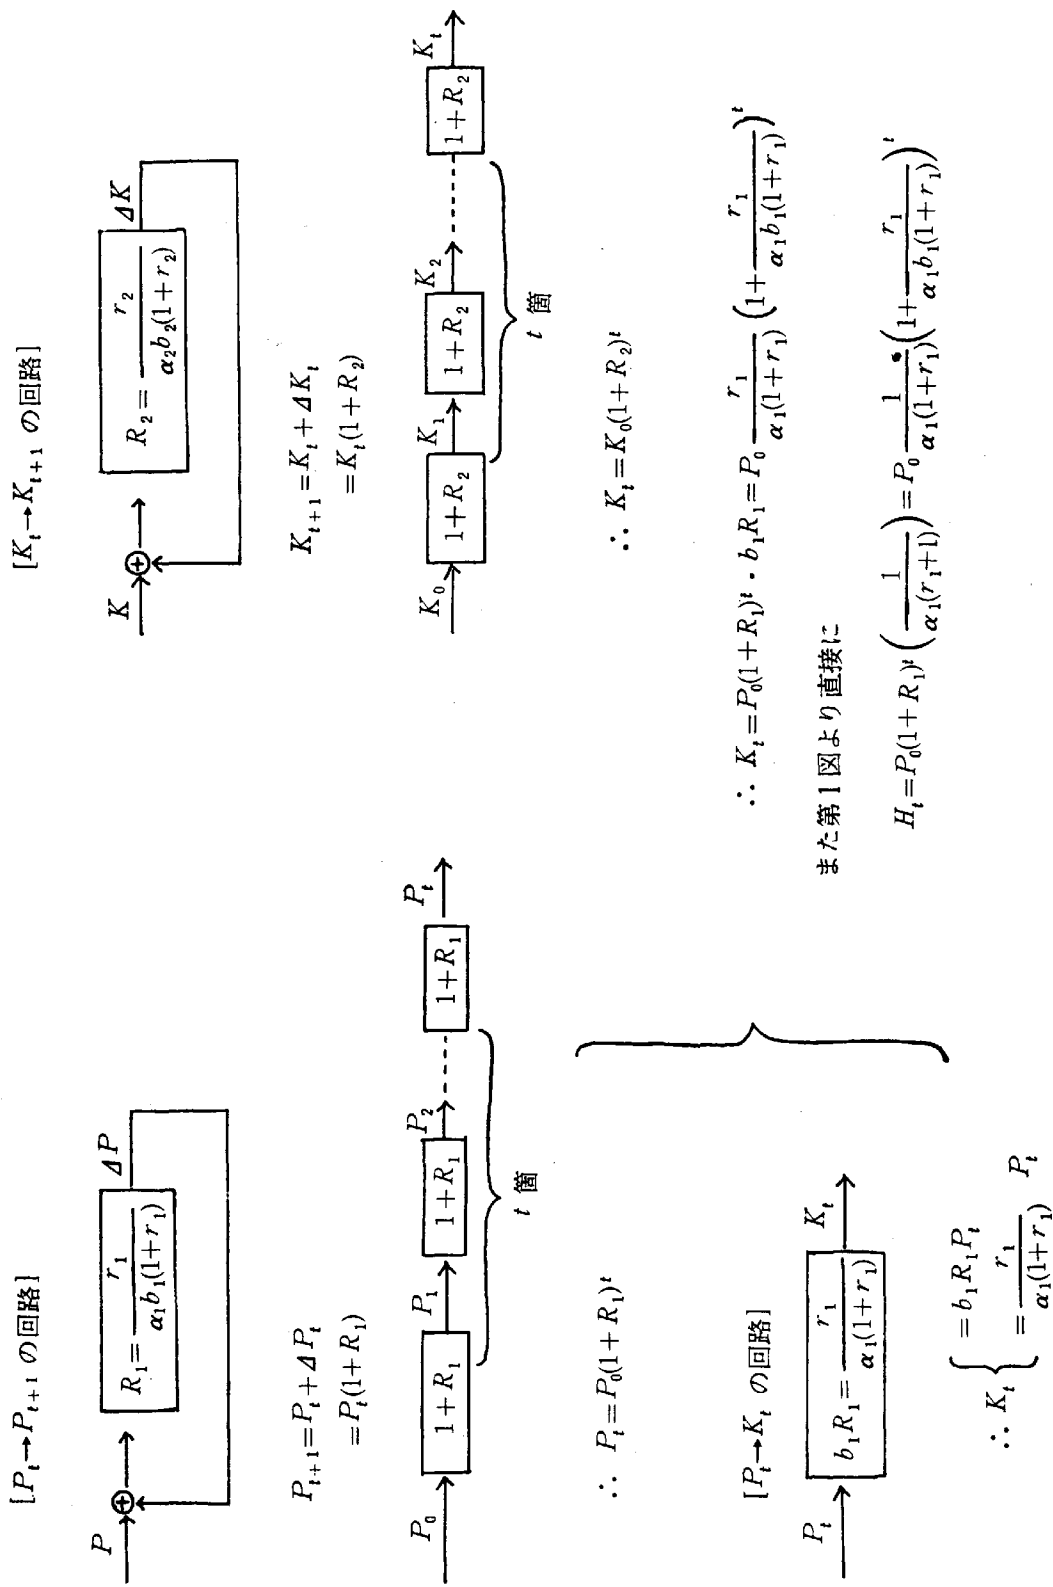 [P_t→P_{t+1} の回路]
P
R_1 = r_1 / α_1b_1(1+r_1)
ΔP
P_{t+1}=P_t+ΔP_t
=P_t(1+R_1)
P_0
1+R_1
P_1
1+R_1
P_2
1+R_1
P_t
t 箇
∴ P_t=P_0(1+R_1)^t
[P_t→K_t の回路]
P_t
b_1R_1= r_1 / α_1(1+r_1)
K_t
∴ K_t { =b_1R_1P_t
= r_1 / α_1(1+r_1) P_t
[K_t→K_{t+1} の回路]
K
R_2= r_2 / α_2b_2(1+r_2)
ΔK
K_{t+1}=K_t+ΔK_t
=K_t(1+R_2)
K_0
1+R_2
K_1
1+R_2
K_2
1+R_2
K_t
t 箇
∴ K_t=K_0(1+R_2)^t
∴ K_t=P_0(1+R_1)^t・b_1R_1=P_0 r_1 / α_1(1+r_1) (1+ r_1 / α_1b_1(1+r_1))^t
また第1図より直接に
H_t=P_0(1+R_1)^t (1 / α_1(r_1+1)) =P_0 1 / α_1(1+r_1)・(1+ r_1 / α_1b_1(1+r_1))^t